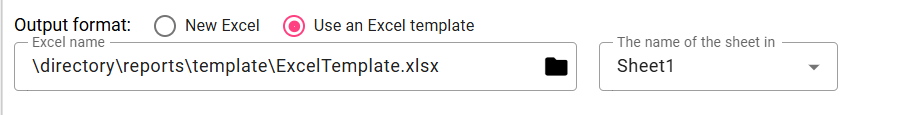 Output format: New Excel Use an Excel template
Excel name The name of the sheet in
\directory\reports\template\ExcelTemplate.xlsx Sheet1